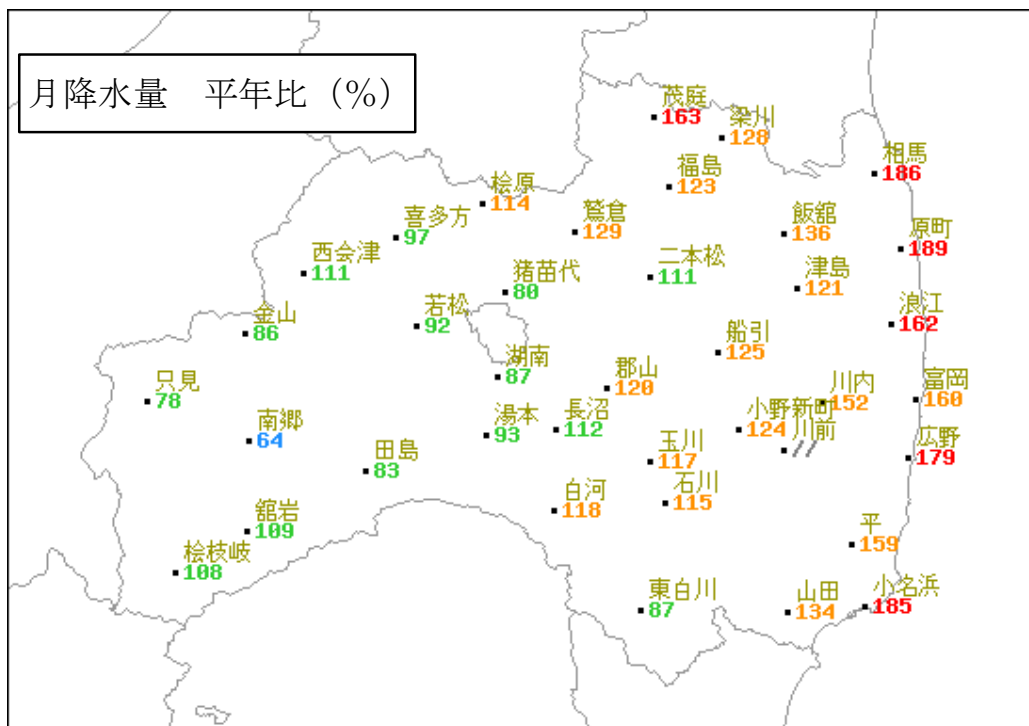 月降水量　平年比（％）
茂庭
163
梁川
128
相馬
186
福島
123
桧原
114
鷲倉
129
飯舘
136
喜多方
97
原町
189
西会津
111
猪苗代
80
二本松
111
津島
121
金山
86
若松
92
浪江
162
船引
125
湖南
87
郡山
120
只見
78
川内
152
富岡
160
南郷
64
湯本
93
長沼
112
小野新町
124
川前
//
田島
83
玉川
117
広野
179
白河
118
石川
115
舘岩
109
平
159
桧枝岐
108
東白川
87
山田
134
小名浜
185